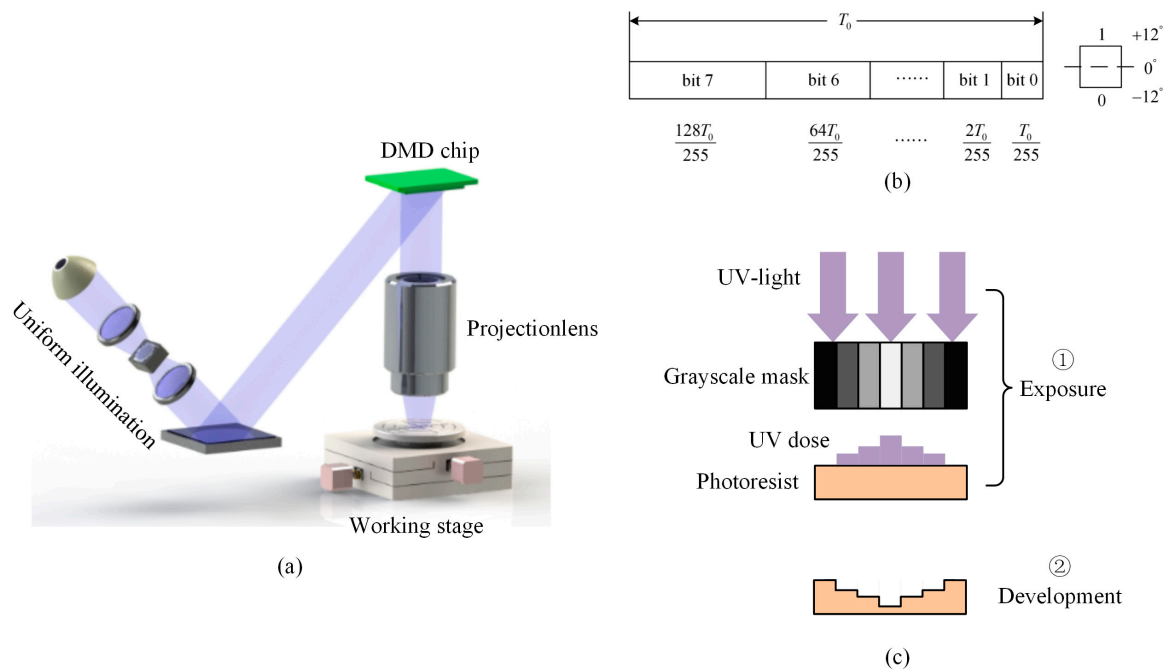 DMD chip
Uniform illumination
Projectionlens
Working stage
(a)
T₀
bit 7 bit 6 ...... bit 1 bit 0
128T₀/255 64T₀/255 ...... 2T₀/255 T₀/255
1 +12°
0°
0 −12°
(b)
UV-light
Grayscale mask
UV dose
Photoresist
①
Exposure
②
Development
(c)